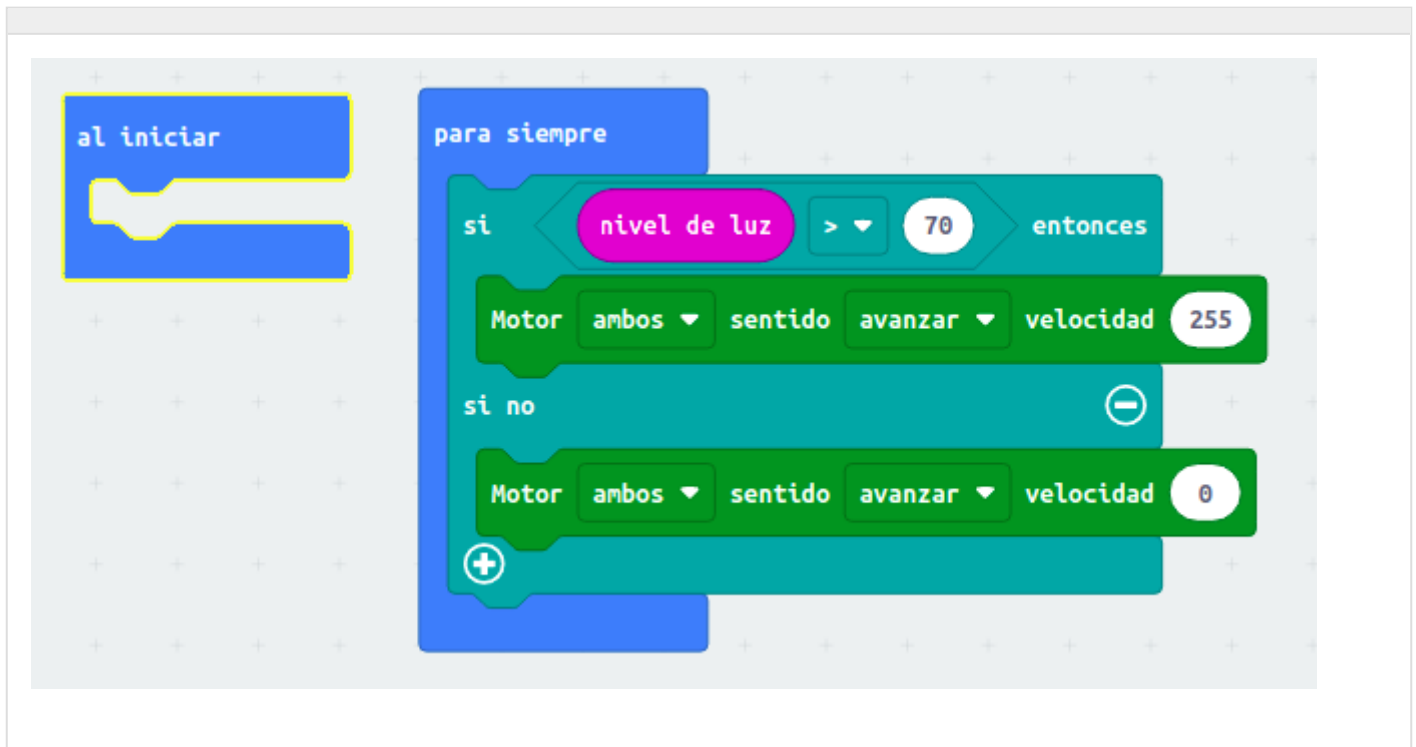 al iniciar
para siempre
si nivel de luz > 70 entonces
Motor ambos sentido avanzar velocidad 255
si no
Motor ambos sentido avanzar velocidad 0